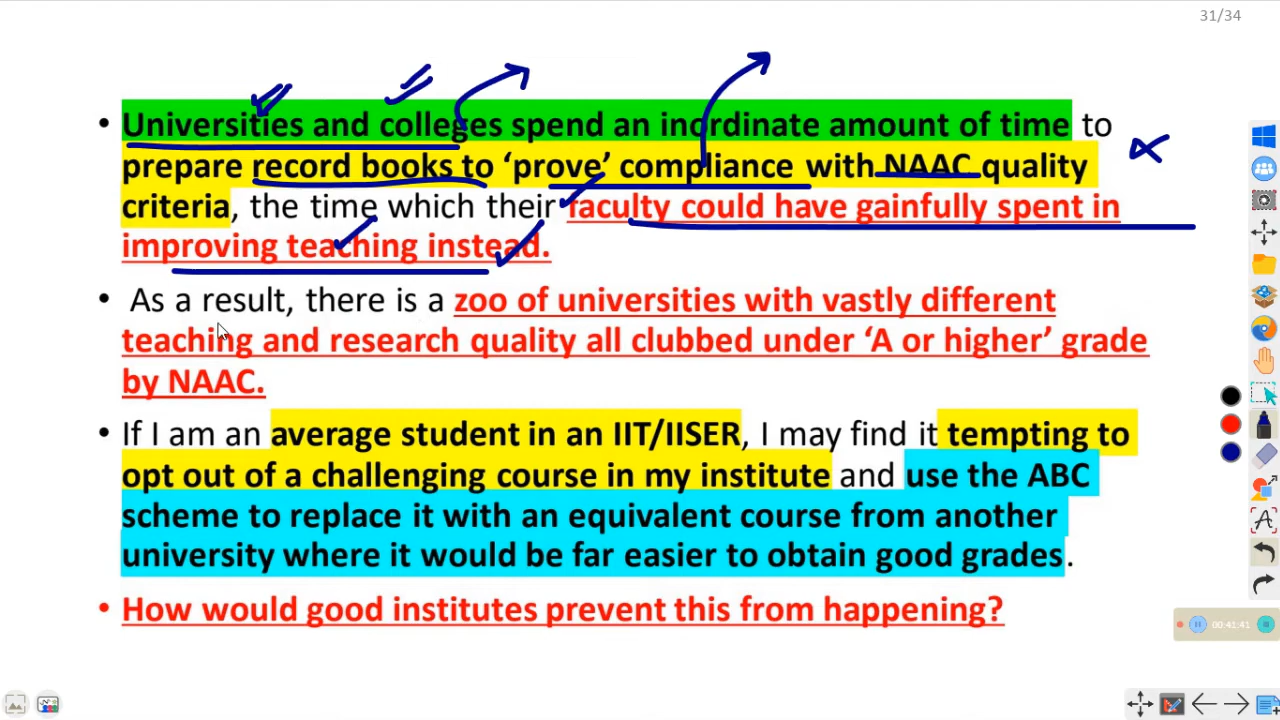 31/34
• Universities and colleges spend an inordinate amount of time to
prepare record books to ‘prove’ compliance with NAAC quality
criteria, the time which their faculty could have gainfully spent in
improving teaching instead.
• As a result, there is a zoo of universities with vastly different
teaching and research quality all clubbed under ‘A or higher’ grade
by NAAC.
• If I am an average student in an IIT/IISER, I may find it tempting to
opt out of a challenging course in my institute and use the ABC
scheme to replace it with an equivalent course from another
university where it would be far easier to obtain good grades.
• How would good institutes prevent this from happening?
00:41:41